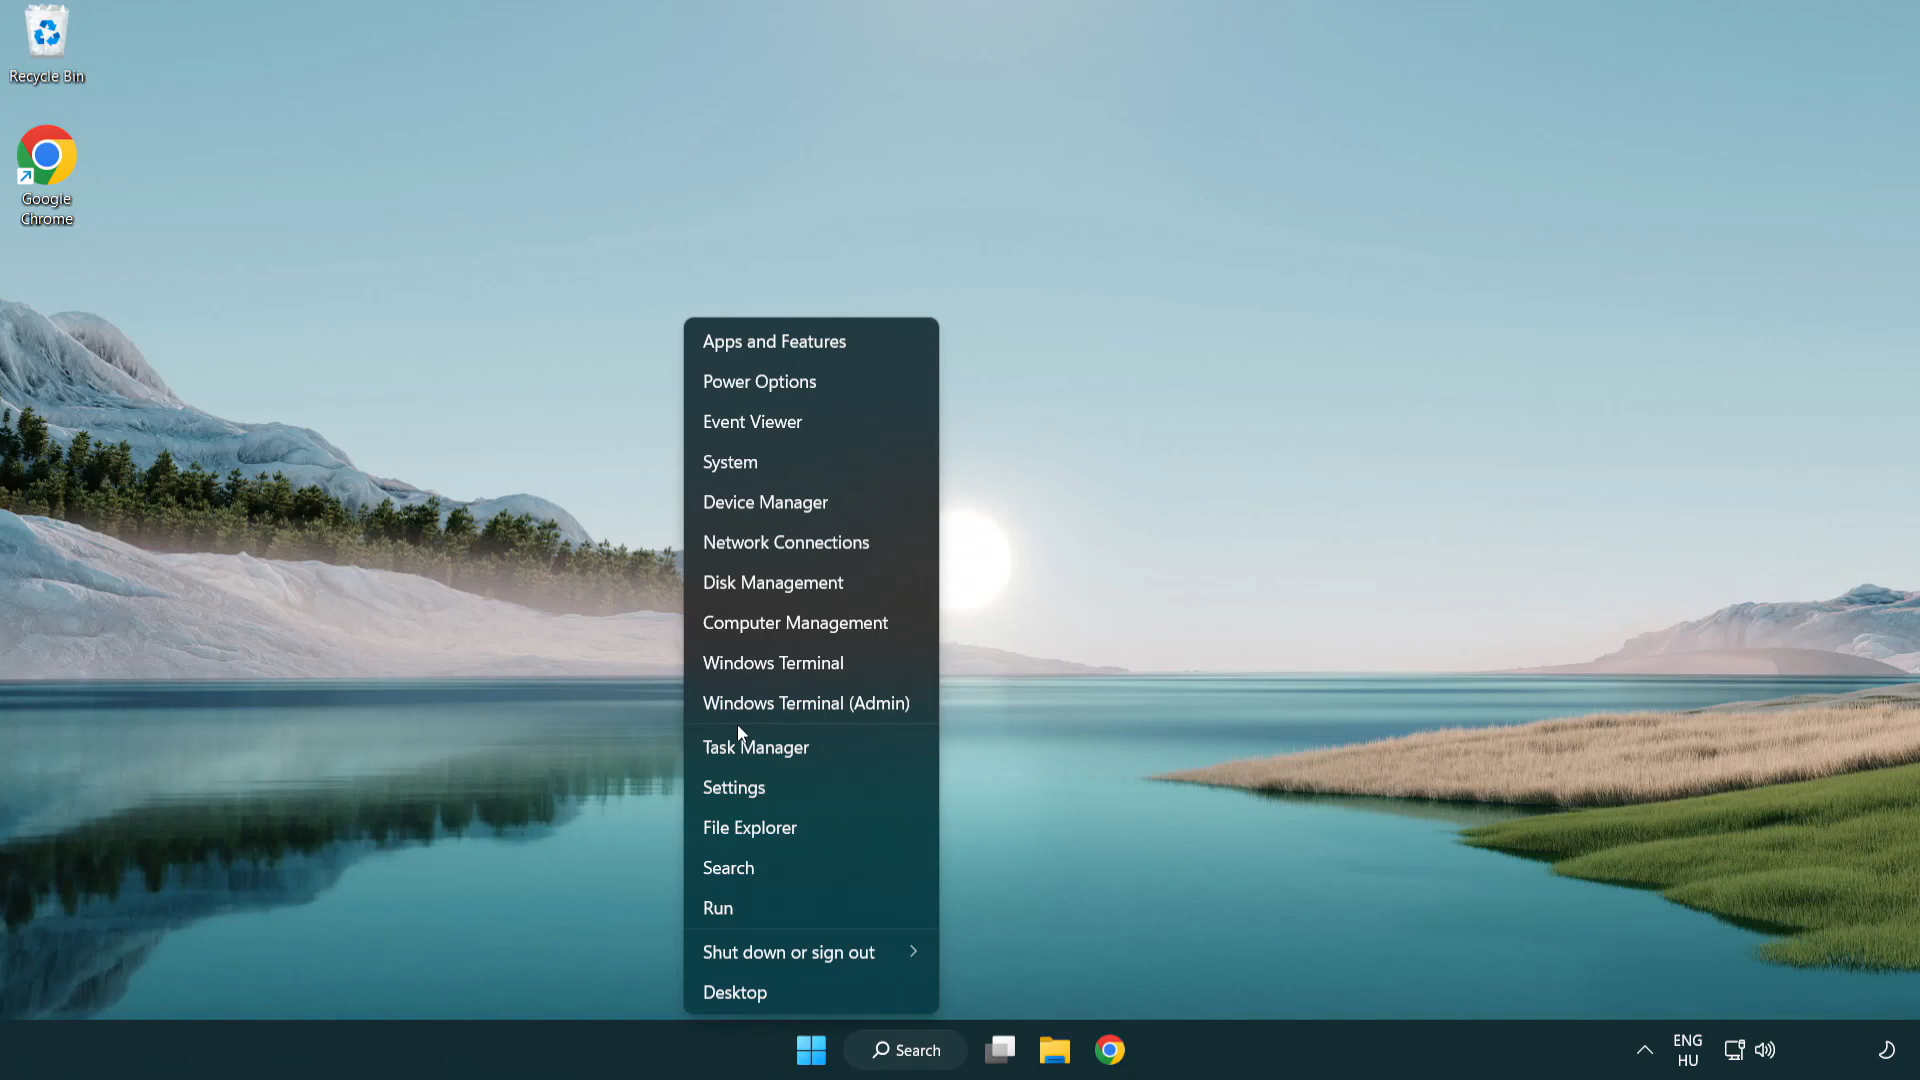 Recycle Bin
Google
Chrome
Apps and Features
Power Options
Event Viewer
System
Device Manager
Network Connections
Disk Management
Computer Management
Windows Terminal
Windows Terminal (Admin)
Task Manager
Settings
File Explorer
Search
Run
Shut down or sign out
Desktop
Search
ENG
HU